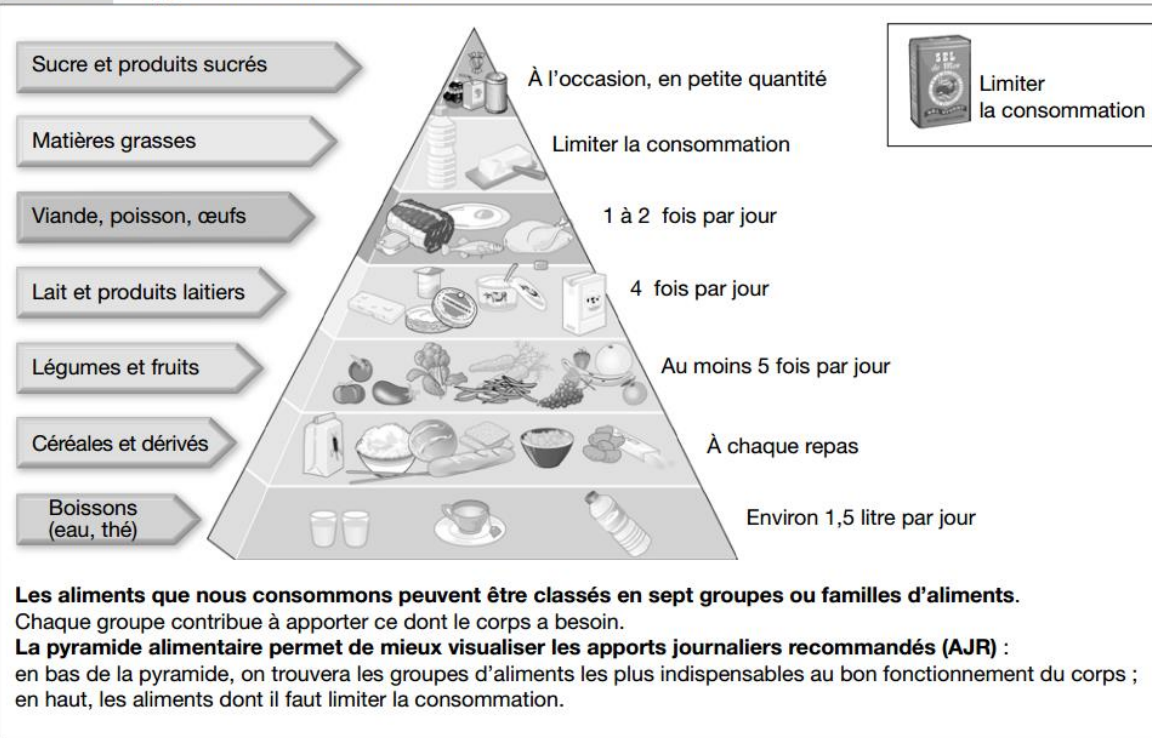 Sucre et produits sucrés
À l'occasion, en petite quantité
SEL
de Mer
Limiter
la consommation
Matières grasses
Limiter la consommation
Viande, poisson, œufs
1 à 2 fois par jour
Lait et produits laitiers
4 fois par jour
Légumes et fruits
Au moins 5 fois par jour
Céréales et dérivés
À chaque repas
Boissons
(eau, thé)
Environ 1,5 litre par jour
Les aliments que nous consommons peuvent être classés en sept groupes ou familles d'aliments.
Chaque groupe contribue à apporter ce dont le corps a besoin.
La pyramide alimentaire permet de mieux visualiser les apports journaliers recommandés (AJR) :
en bas de la pyramide, on trouvera les groupes d'aliments les plus indispensables au bon fonctionnement du corps ;
en haut, les aliments dont il faut limiter la consommation.